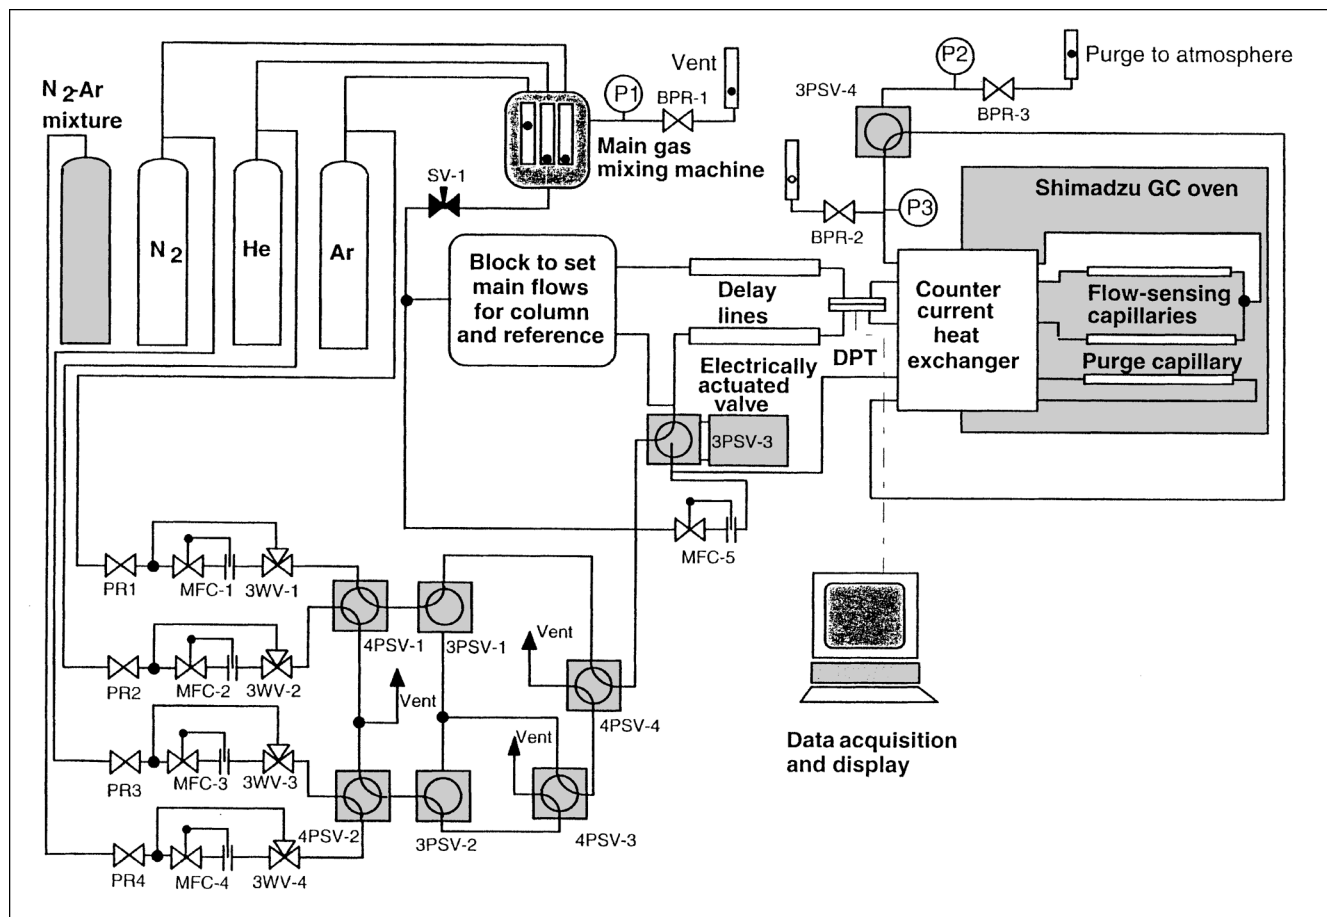 N2-Ar
mixture
N2
He
Ar
P1
BPR-1
Vent
Main gas
mixing machine
SV-1
P2
BPR-3
Purge to atmosphere
3PSV-4
BPR-2
P3
Shimadzu GC oven
Block to set
main flows
for column
and reference
Delay
lines
DPT
Counter
current
heat
exchanger
Flow-sensing
capillaries
Purge capillary
Electrically
actuated
valve
3PSV-3
MFC-5
PR1
MFC-1
3WV-1
PR2
MFC-2
3WV-2
PR3
MFC-3
3WV-3
PR4
MFC-4
3WV-4
4PSV-1
3PSV-1
Vent
Vent
4PSV-4
Vent
4PSV-2
3PSV-2
4PSV-3
Data acquisition
and display